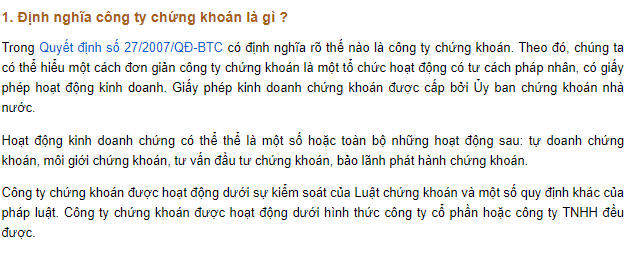 1. Định nghĩa công ty chứng khoán là gì ?
Trong Quyết định số 27/2007/QĐ-BTC có định nghĩa rõ thế nào là công ty chứng khoán. Theo đó, chúng ta
có thể hiểu một cách đơn giản công ty chứng khoán là một tổ chức hoạt động có tư cách pháp nhân, có giấy
phép hoạt động kinh doanh. Giấy phép kinh doanh chứng khoán được cấp bởi Ủy ban chứng khoán nhà
nước.
Hoạt động kinh doanh chứng có thể thể là một số hoặc toàn bộ những hoạt động sau: tự doanh chứng
khoán, môi giới chứng khoán, tư vấn đầu tư chứng khoán, bảo lãnh phát hành chứng khoán.
Công ty chứng khoán được hoạt động dưới sự kiểm soát của Luật chứng khoán và một số quy định khác của
pháp luật. Công ty chứng khoán được hoạt động dưới hình thức công ty cổ phần hoặc công ty TNHH đều
được.